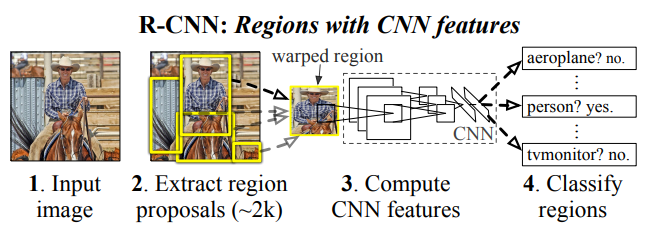 R-CNN: Regions with CNN features
warped region
aeroplane? no.
person? yes.
CNN
tvmonitor? no.
1. Input
image
2. Extract region
proposals (~2k)
3. Compute
CNN features
4. Classify
regions